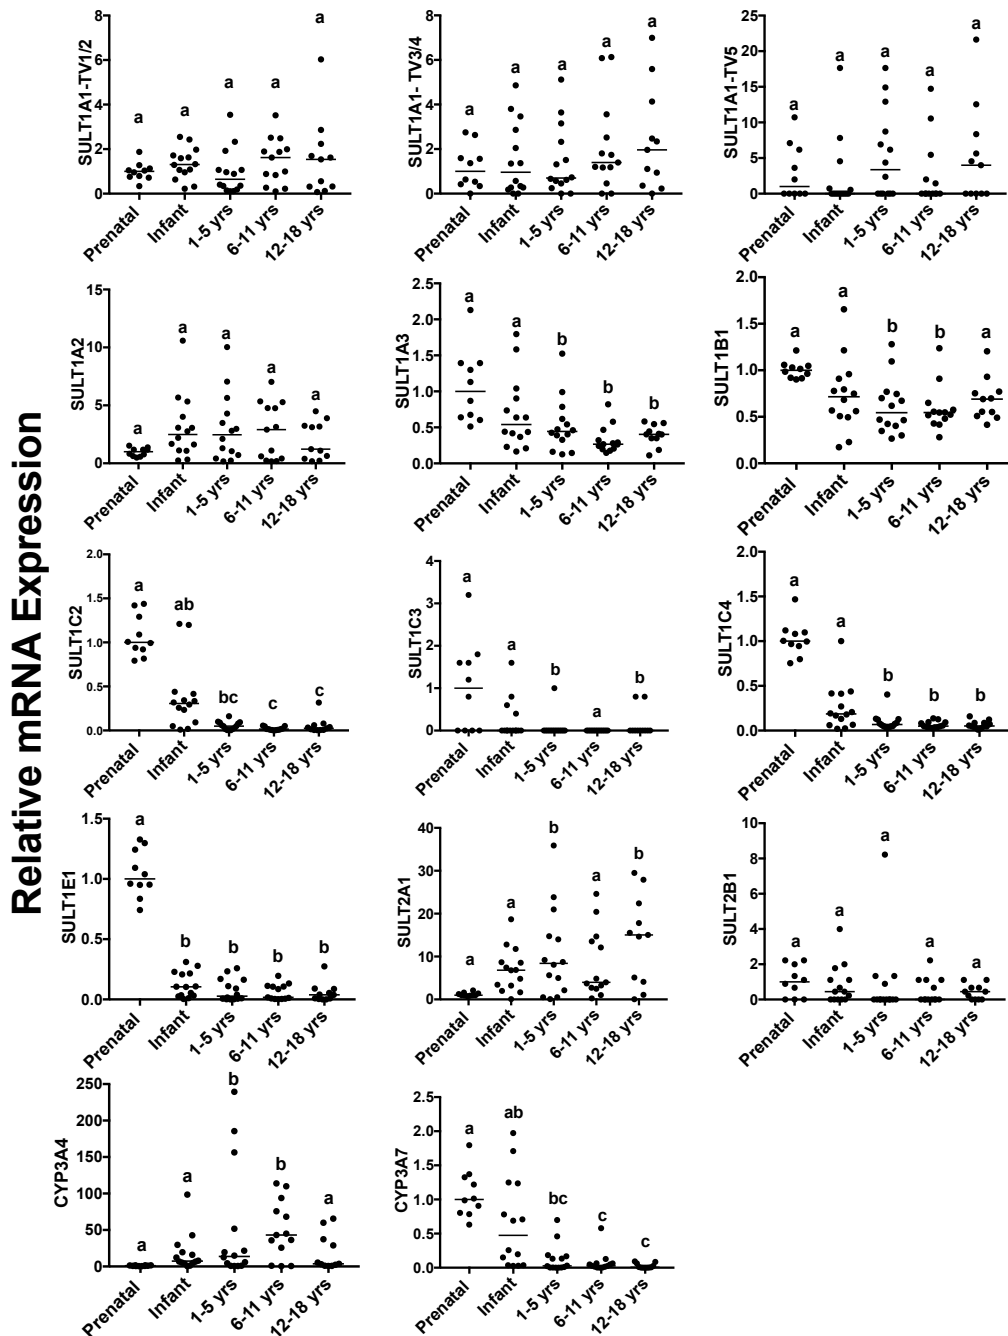 Relative mRNA Expression
SULT1A1-TV1/2
8
6
4
2
0
a a a a a
Prenatal Infant 1-5 yrs 6-11 yrs 12-18 yrs
SULT1A1- TV3/4
8
6
4
2
0
a a a a a
Prenatal Infant 1-5 yrs 6-11 yrs 12-18 yrs
SULT1A1-TV5
25
20
15
10
5
0
a a a a a
Prenatal Infant 1-5 yrs 6-11 yrs 12-18 yrs
SULT1A2
15
10
5
0
a a a a a
Prenatal Infant 1-5 yrs 6-11 yrs 12-18 yrs
SULT1A3
2.5
2.0
1.5
1.0
0.5
0.0
a a b b b
Prenatal Infant 1-5 yrs 6-11 yrs 12-18 yrs
SULT1B1
2.0
1.5
1.0
0.5
0.0
a a b b a
Prenatal Infant 1-5 yrs 6-11 yrs 12-18 yrs
SULT1C2
2.0
1.5
1.0
0.5
0.0
a ab bc c c
Prenatal Infant 1-5 yrs 6-11 yrs 12-18 yrs
SULT1C3
4
3
2
1
0
a a b a b
Prenatal Infant 1-5 yrs 6-11 yrs 12-18 yrs
SULT1C4
2.0
1.5
1.0
0.5
0.0
a a b b b
Prenatal Infant 1-5 yrs 6-11 yrs 12-18 yrs
SULT1E1
1.5
1.0
0.5
0.0
a b b b b
Prenatal Infant 1-5 yrs 6-11 yrs 12-18 yrs
SULT2A1
40
30
20
10
0
a a b a b
Prenatal Infant 1-5 yrs 6-11 yrs 12-18 yrs
SULT2B1
10
8
6
4
2
0
a a a a a
Prenatal Infant 1-5 yrs 6-11 yrs 12-18 yrs
CYP3A4
250
200
150
100
50
0
a a b b a
Prenatal Infant 1-5 yrs 6-11 yrs 12-18 yrs
CYP3A7
2.5
2.0
1.5
1.0
0.5
0.0
a ab bc c c
Prenatal Infant 1-5 yrs 6-11 yrs 12-18 yrs